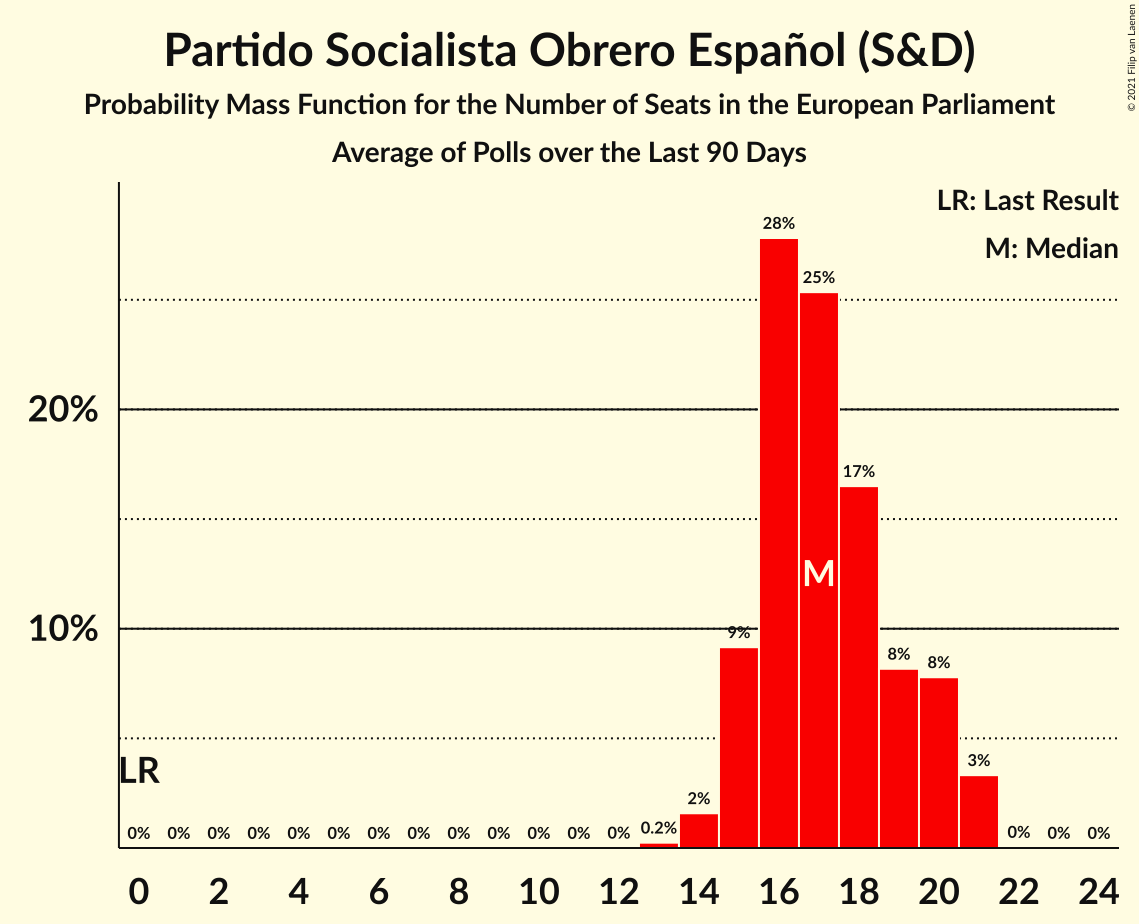 Partido Socialista Obrero Español (S&D)
Probability Mass Function for the Number of Seats in the European Parliament
Average of Polls over the Last 90 Days
© 2021 Filip van Laenen
LR: Last Result
M: Median
28%
25%
20%
17%
M
10%
9%
8%
8%
LR
3%
2%
0% 0% 0% 0% 0% 0% 0% 0% 0% 0% 0% 0% 0% 0.2% 0% 0% 0%
0 2 4 6 8 10 12 14 16 18 20 22 24